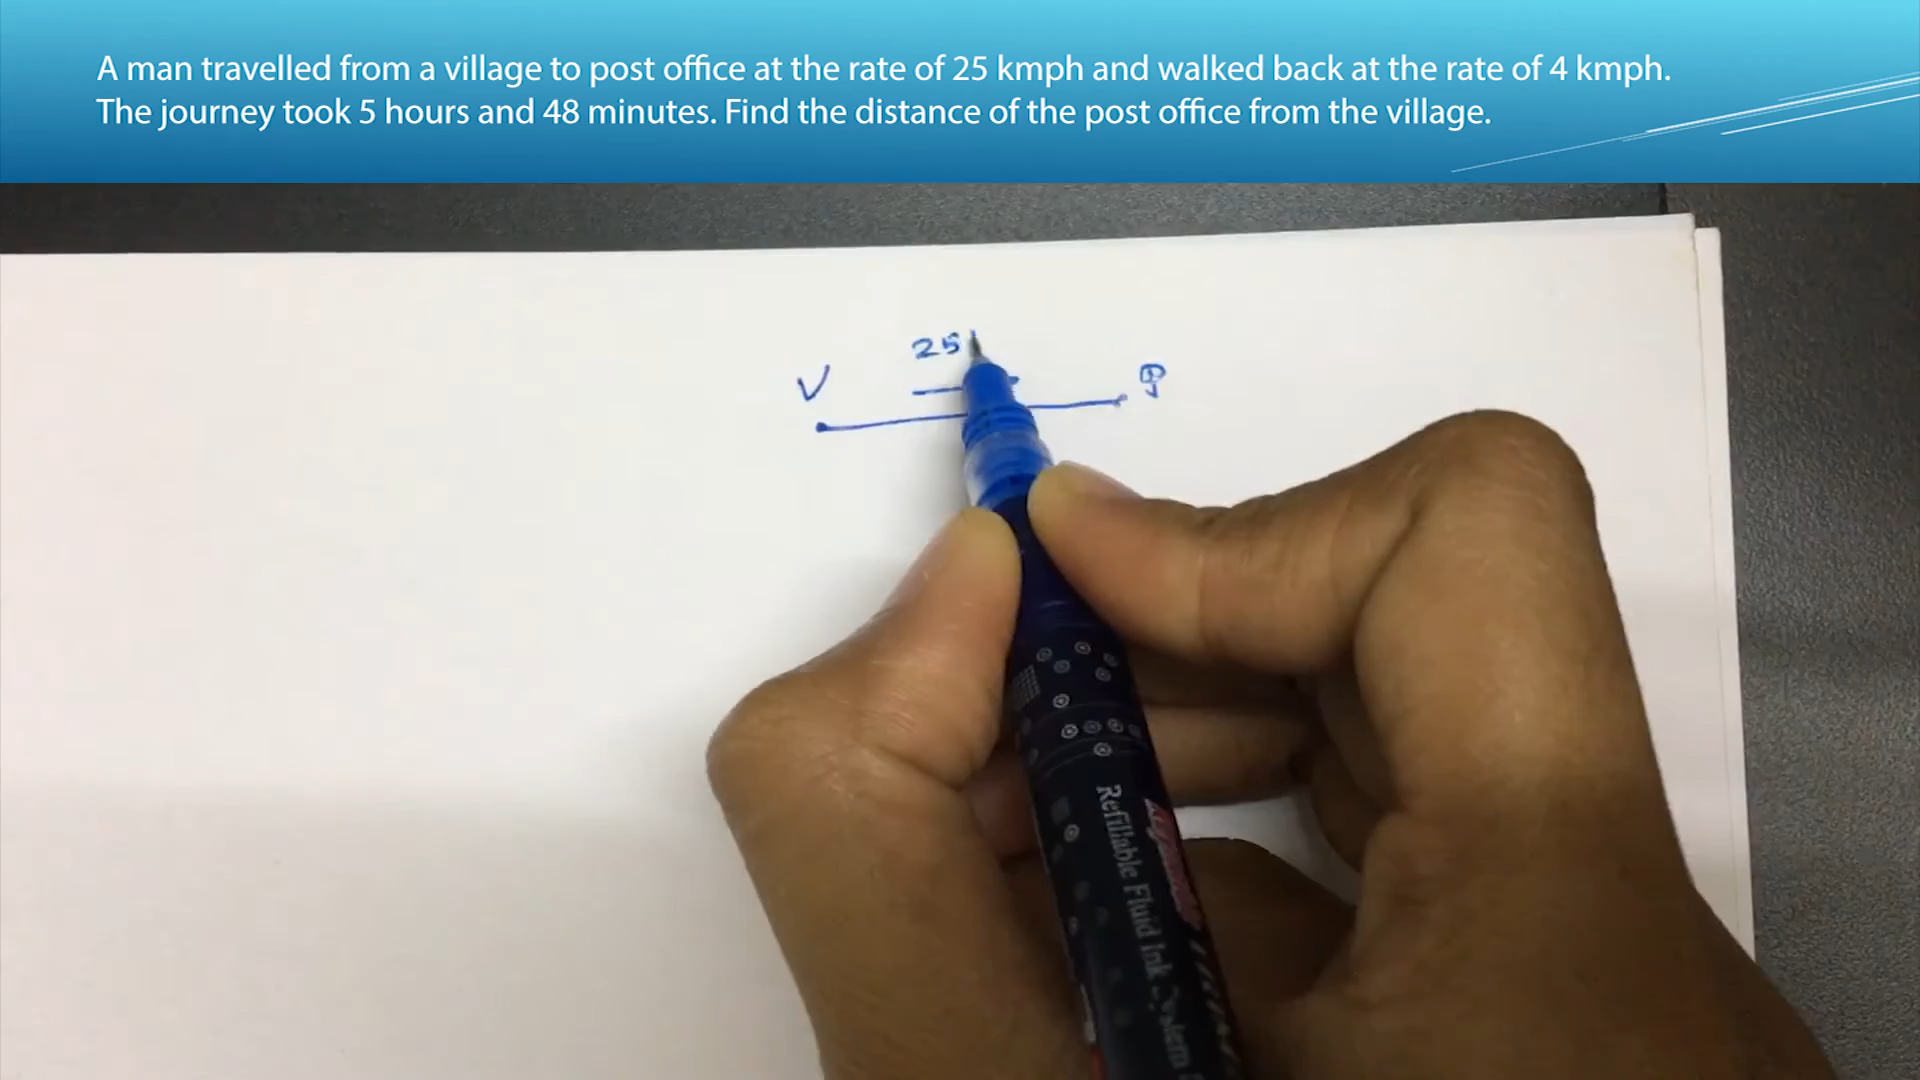 A man travelled from a village to post office at the rate of 25 kmph and walked back at the rate of 4 kmph.
The journey took 5 hours and 48 minutes. Find the distance of the post office from the village.
25
V
Refillable Fluid Ink System